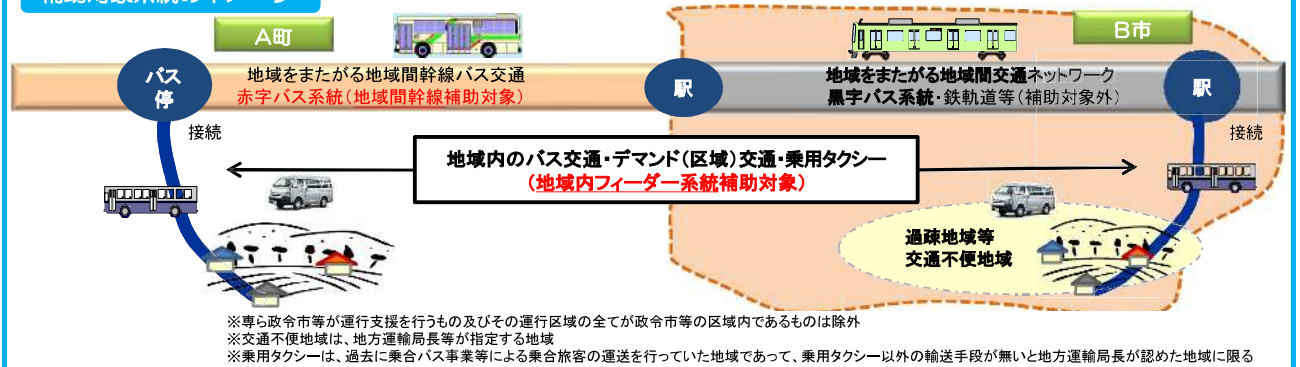 補助対象系統のイメージ
A町
B市
バス
停
地域をまたがる地域間幹線バス交通
赤字バス系統(地域間幹線補助対象)
駅
地域をまたがる地域間交通ネットワーク
黒字バス系統・鉄軌道等(補助対象外)
駅
接続
接続
地域内のバス交通・デマンド(区域)交通・乗用タクシー
(地域内フィーダー系統補助対象)
過疎地域等
交通不便地域
※専ら政令市等が運行支援を行うもの及びその運行区域の全てが政令市等の区域内であるものは除外
※交通不便地域は、地方運輸局長等が指定する地域
※乗用タクシーは、過去に乗合バス事業等による乗合旅客の運送を行っていた地域であって、乗用タクシー以外の輸送手段が無いと地方運輸局長が認めた地域に限る